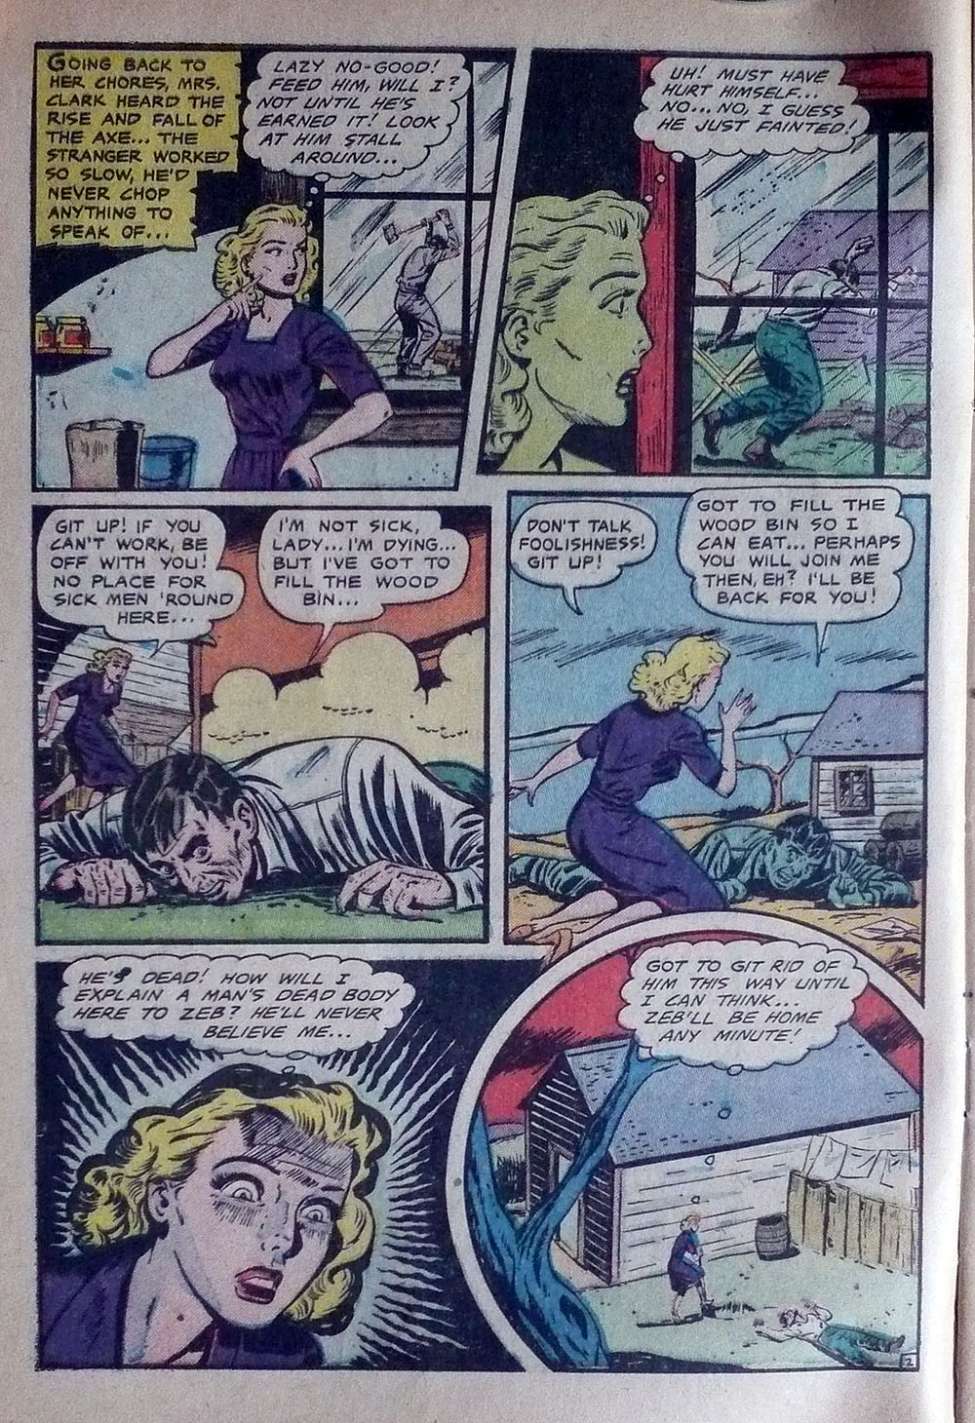 GOING BACK TO
HER CHORES, MRS.
CLARK HEARD THE
RISE AND FALL OF
THE AXE... THE
STRANGER WORKED
SO SLOW, HE'D
NEVER CHOP
ANYTHING TO
SPEAK OF...
LAZY NO-GOOD!
FEED HIM, WILL I?
NOT UNTIL HE'S
EARNED IT! LOOK
AT HIM STALL
AROUND...
UH! MUST HAVE
HURT HIMSELF...
NO... NO, I GUESS
HE JUST FAINTED!
GIT UP! IF YOU
CAN'T WORK, BE
OFF WITH YOU!
NO PLACE FOR
SICK MEN 'ROUND
HERE...
I'M NOT SICK,
LADY... I'M DYING...
BUT I'VE GOT TO
FILL THE WOOD
BIN...
DON'T TALK
FOOLISHNESS!
GIT UP!
GOT TO FILL THE
WOOD BIN SO I
CAN EAT... PERHAPS
YOU WILL JOIN ME
THEN, EH? I'LL BE
BACK FOR YOU!
HE'S DEAD! HOW WILL I
EXPLAIN A MAN'S DEAD BODY
HERE TO ZEB? HE'LL NEVER
BELIEVE ME...
GOT TO GIT RID OF
HIM THIS WAY UNTIL
I CAN THINK...
ZEB'LL BE HOME
ANY MINUTE!
2